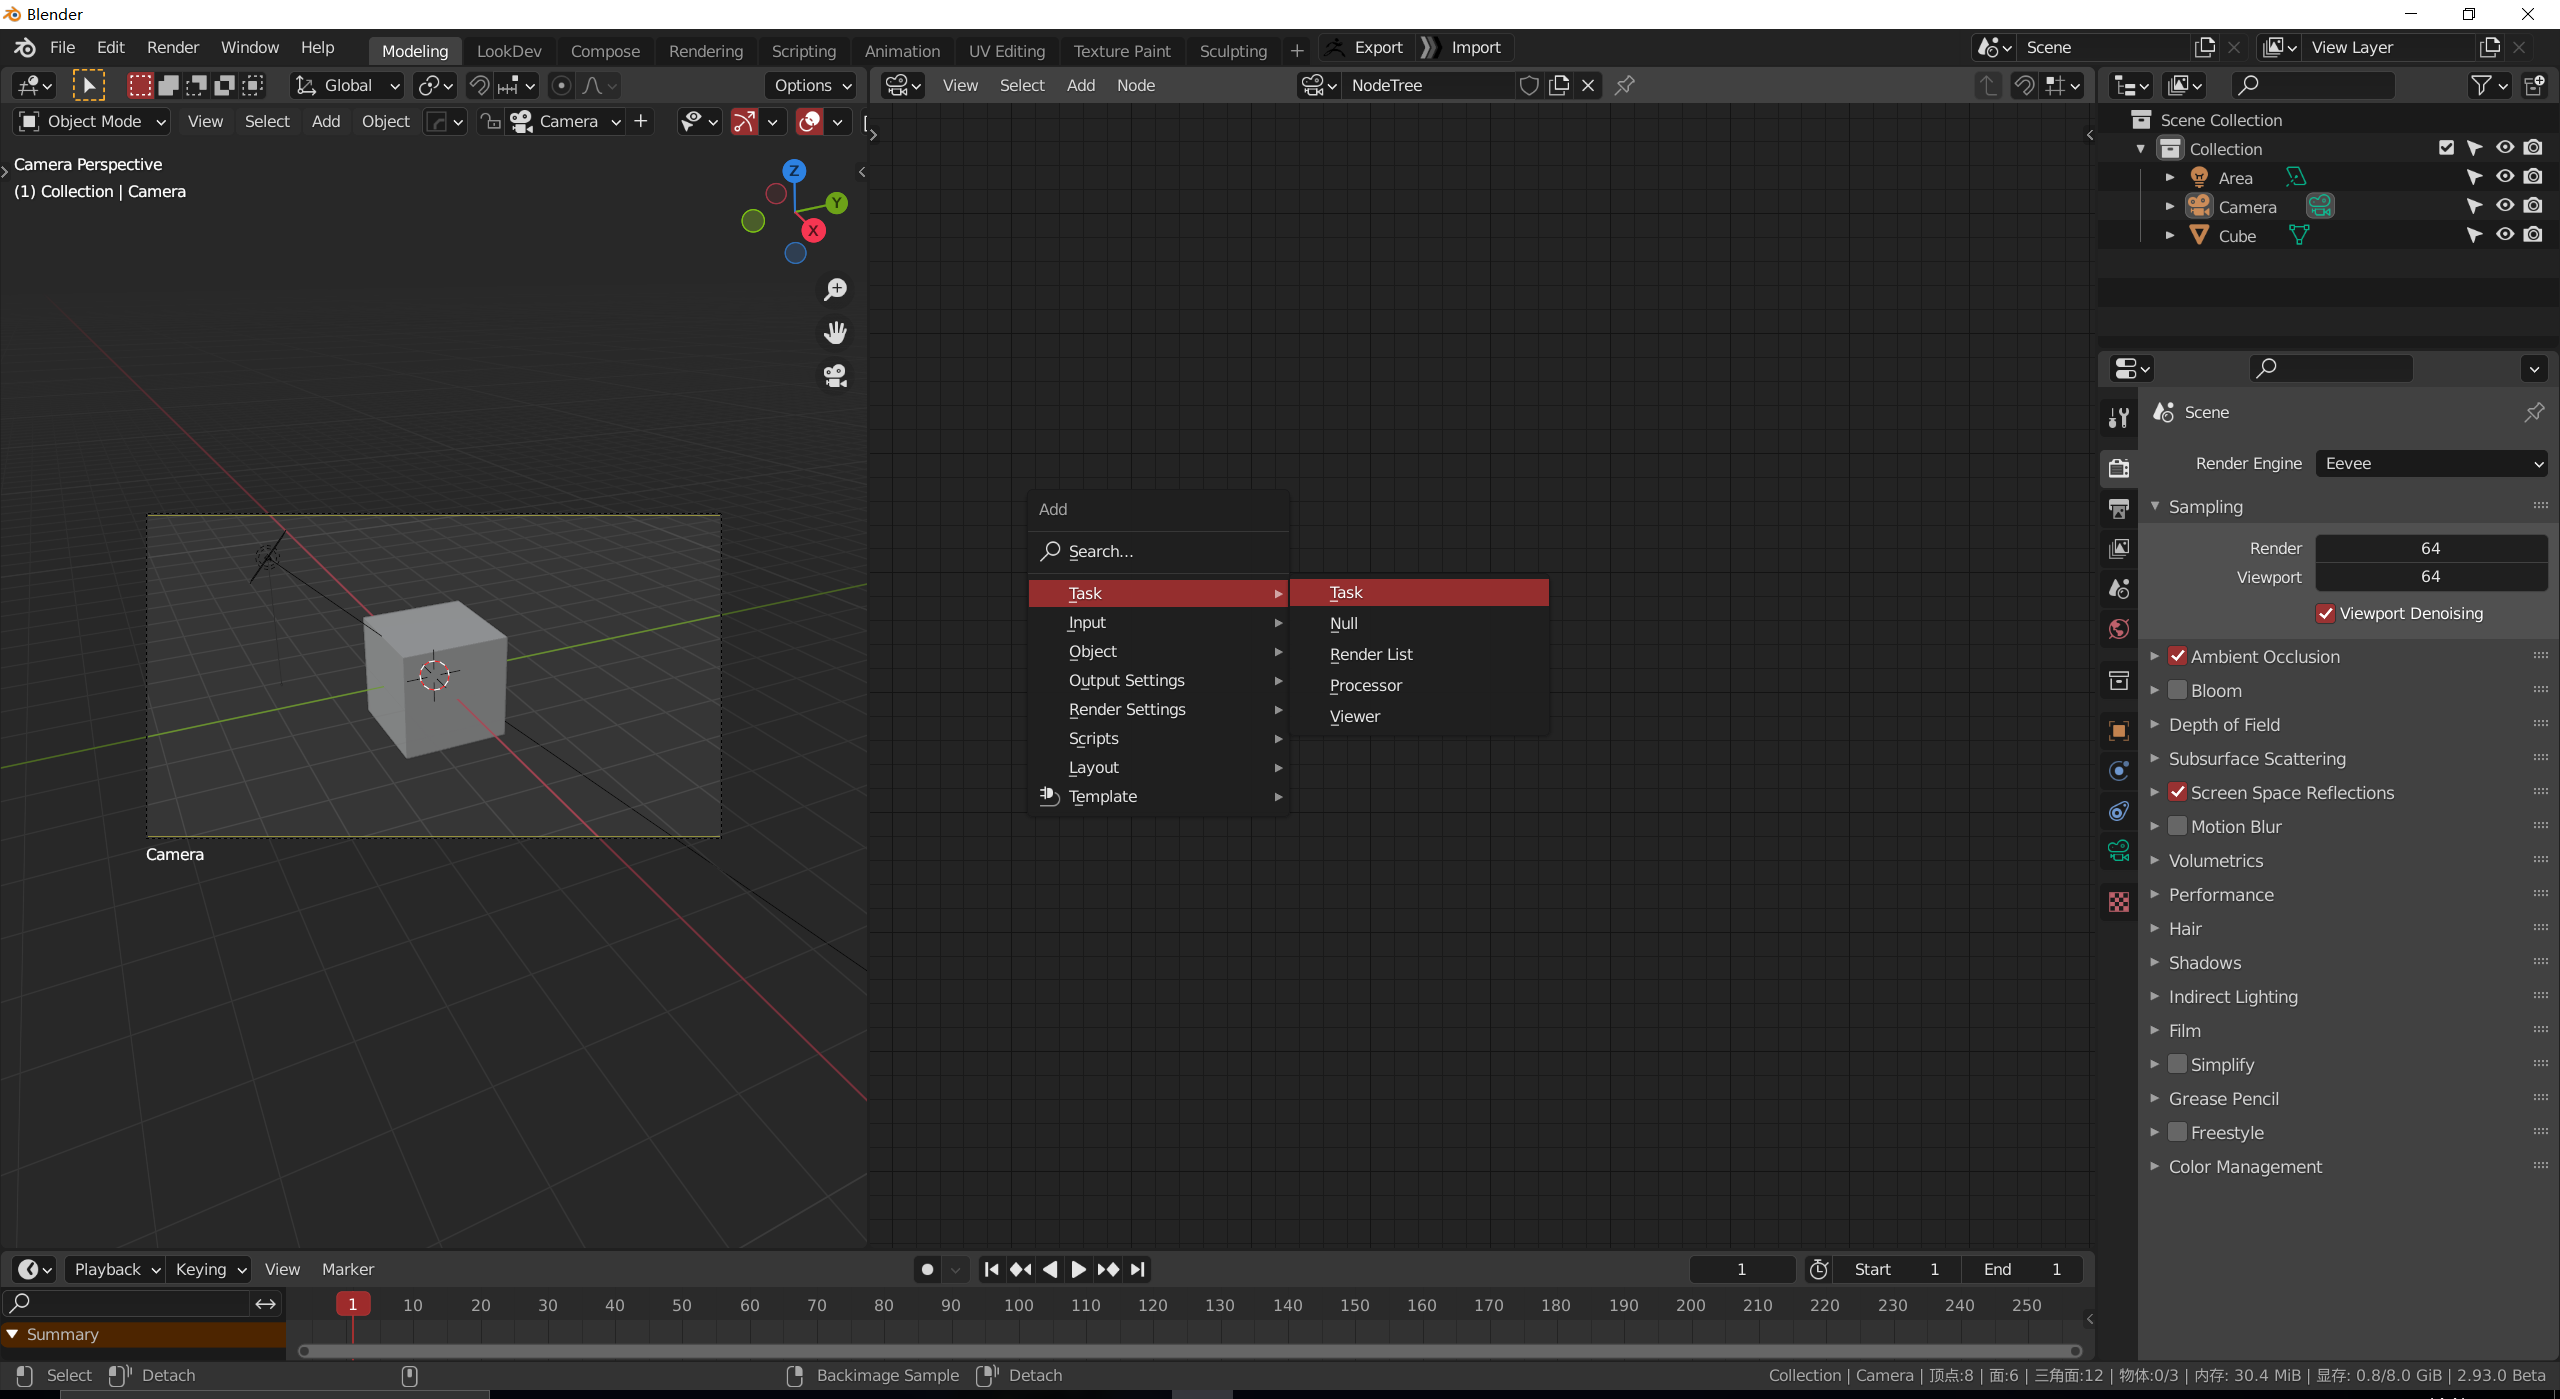 Blender
File Edit Render Window Help Modeling LookDev Compose Rendering Scripting Animation UV Editing Texture Paint Sculpting + Export Import Scene View Layer
Global Options View Select Add Node NodeTree
Object Mode View Select Add Object Camera
Camera Perspective
(1) Collection | Camera
Z
Y
X
Camera
Add
Search...
Task
Input
Object
Output Settings
Render Settings
Scripts
Layout
Template
Task
Null
Render List
Processor
Viewer
Scene Collection
Collection
Area
Camera
Cube
Scene
Render Engine Eevee
Sampling
Render 64
Viewport 64
Viewport Denoising
Ambient Occlusion
Bloom
Depth of Field
Subsurface Scattering
Screen Space Reflections
Motion Blur
Volumetrics
Performance
Hair
Shadows
Indirect Lighting
Film
Simplify
Grease Pencil
Freestyle
Color Management
Playback Keying View Marker 1 Start 1 End 1
1 10 20 30 40 50 60 70 80 90 100 110 120 130 140 150 160 170 180 190 200 210 220 230 240 250
Summary
Select Detach Backimage Sample Detach Collection | Camera | 顶点:8 | 面:6 | 三角面:12 | 物体:0/3 | 内存: 30.4 MiB | 显存: 0.8/8.0 GiB | 2.93.0 Beta